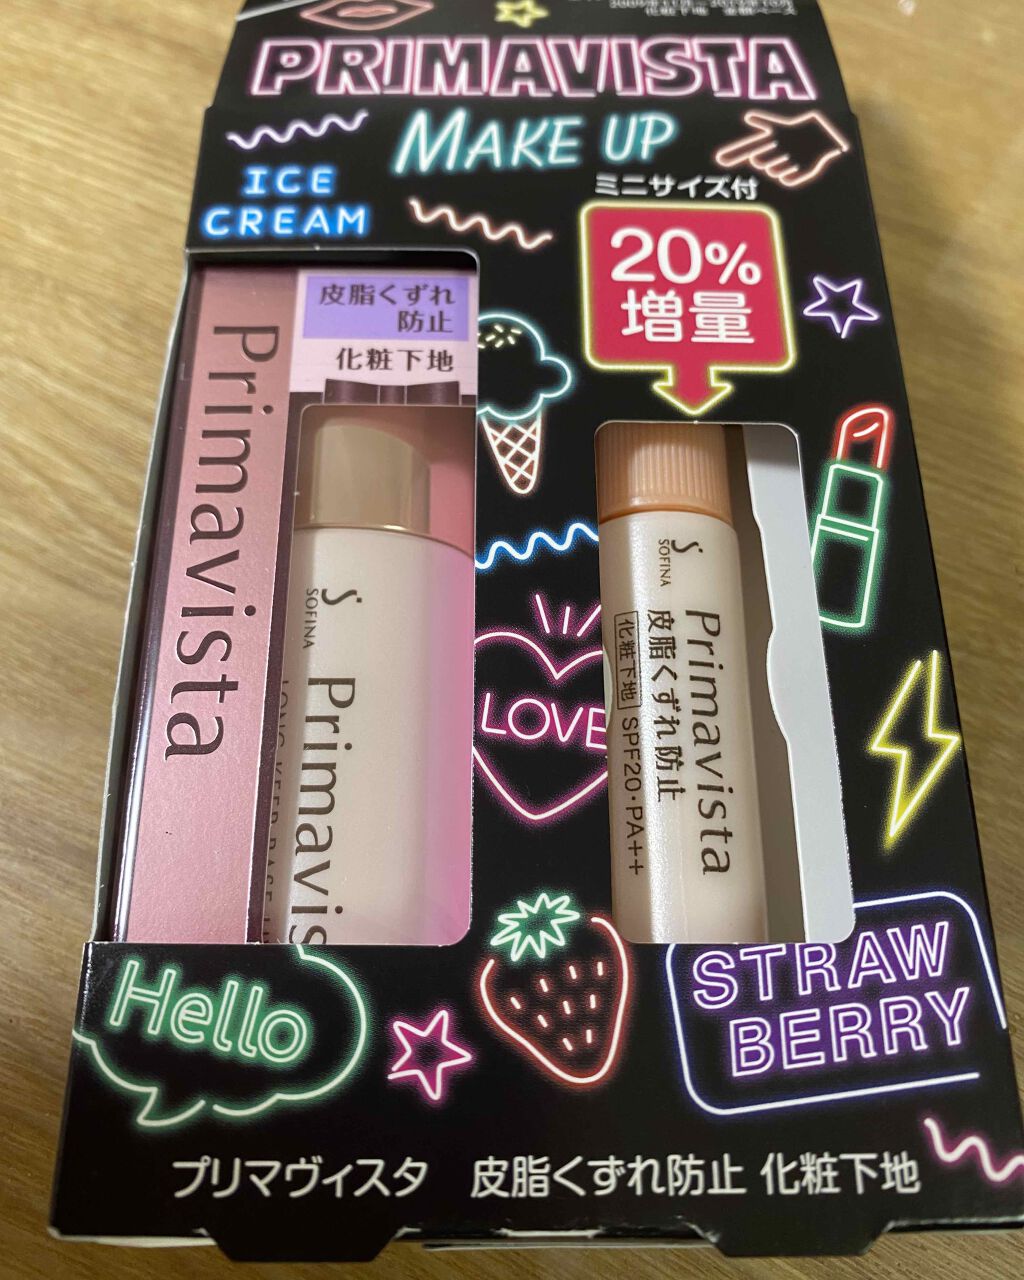 PRIMAVISTA
MAKE UP
ICE
CREAM
ミニサイズ付
20%
増量
皮脂くずれ
防止
化粧下地
Primavista
SOFINA
Primavis
LONG KEEP BASE
SOFINA
Primavista
皮脂くずれ防止
化粧下地 SPF20・PA++
LOVE
Hello
STRAW
BERRY
プリマヴィスタ 皮脂くずれ防止 化粧下地